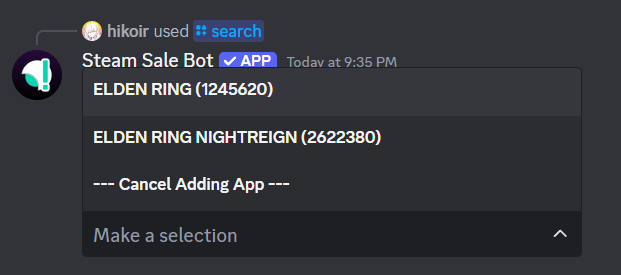 hikoir used search
Steam Sale Bot ✓ APP Today at 9:35 PM
ELDEN RING (1245620)
ELDEN RING NIGHTREIGN (2622380)
--- Cancel Adding App ---
Make a selection